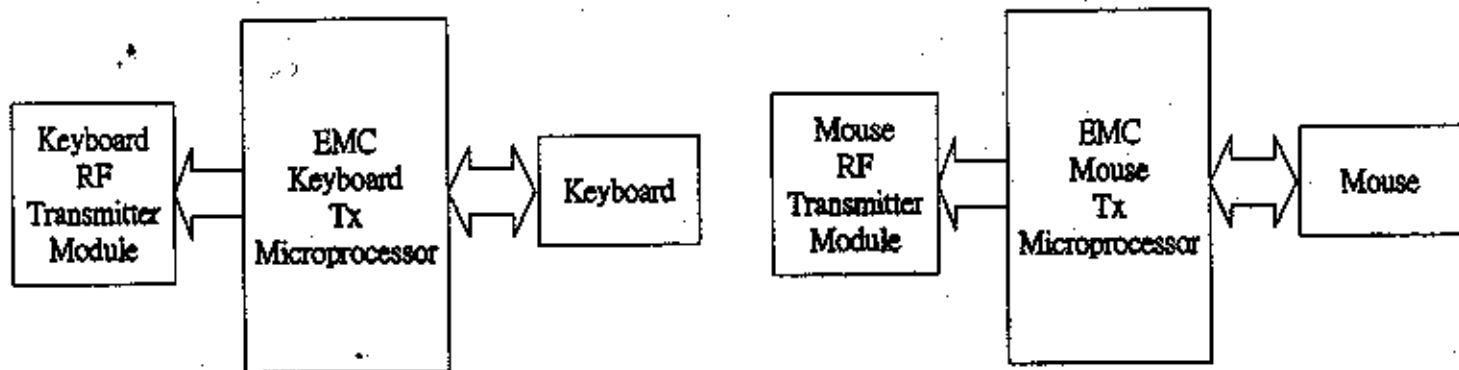 Keyboard
RF
Transmitter
Module
EMC
Keyboard
Tx
Microprocessor
Keyboard
Mouse
RF
Transmitter
Module
EMC
Mouse
Tx
Microprocessor
Mouse